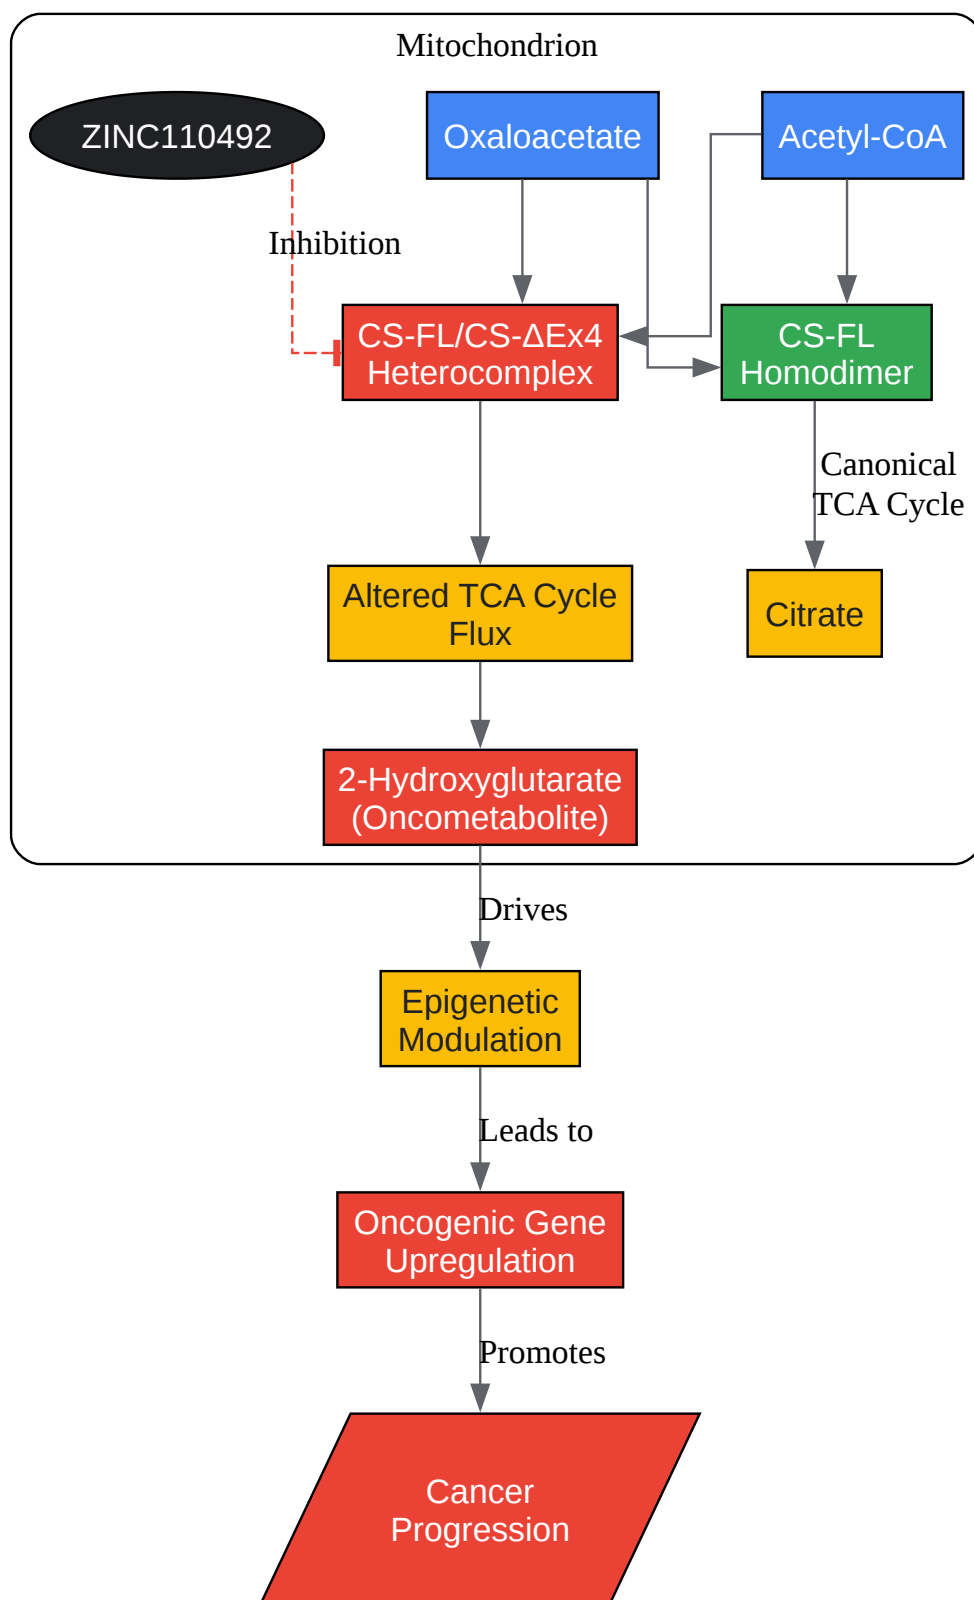 Mitochondrion
ZINC110492
Oxaloacetate
Acetyl-CoA
Inhibition
CS-FL/CS-ΔEx4
Heterocomplex
CS-FL
Homodimer
Canonical
TCA Cycle
Altered TCA Cycle
Flux
Citrate
2-Hydroxyglutarate
(Oncometabolite)
Drives
Epigenetic
Modulation
Leads to
Oncogenic Gene
Upregulation
Promotes
Cancer
Progression